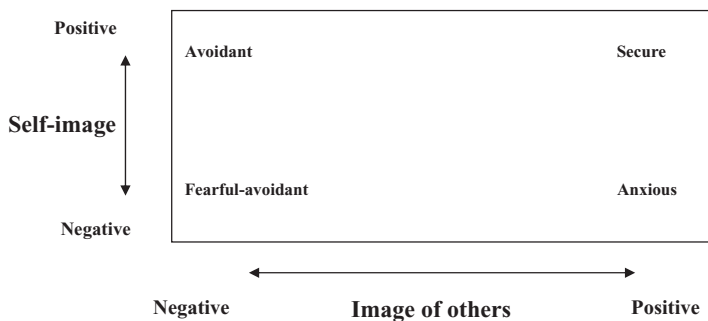 Positive
Avoidant Secure
Self-image
Fearful-avoidant Anxious
Negative
Negative Image of others Positive